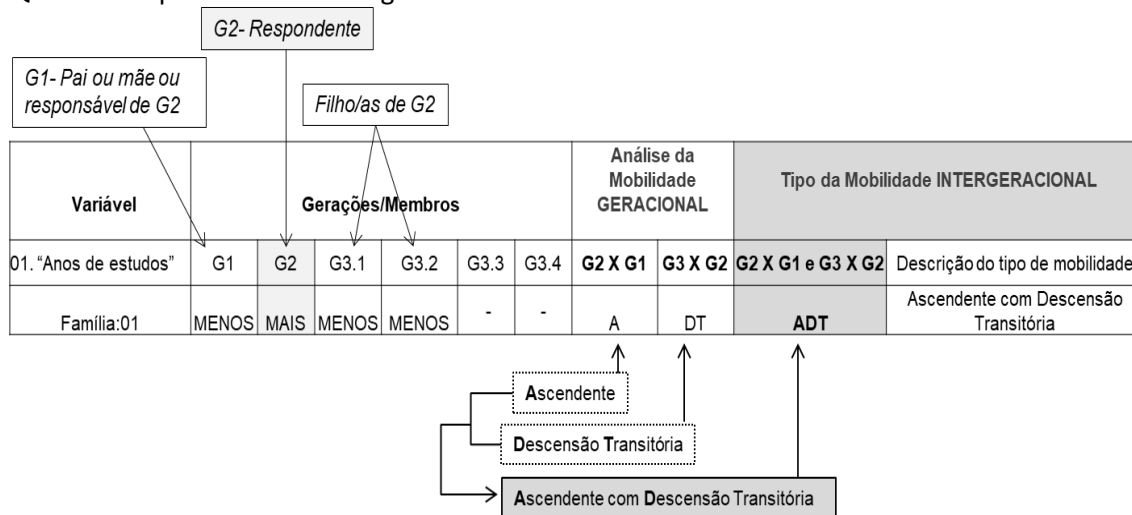 G2- Respondente
G1- Pai ou mãe ou
responsável de G2
Filho/as de G2
Variável
Gerações/Membros
Análise da
Mobilidade
GERACIONAL
Tipo da Mobilidade INTERGERACIONAL
01. “Anos de estudos” G1 G2 G3.1 G3.2 G3.3 G3.4 G2 X G1 G3 X G2 G2 X G1 e G3 X G2 Descrição do tipo de mobilidade
Família:01 MENOS MAIS MENOS MENOS - - A DT ADT Ascendente com Descensão
Transitória
Ascendente
Descensão Transitória
Ascendente com Descensão Transitória